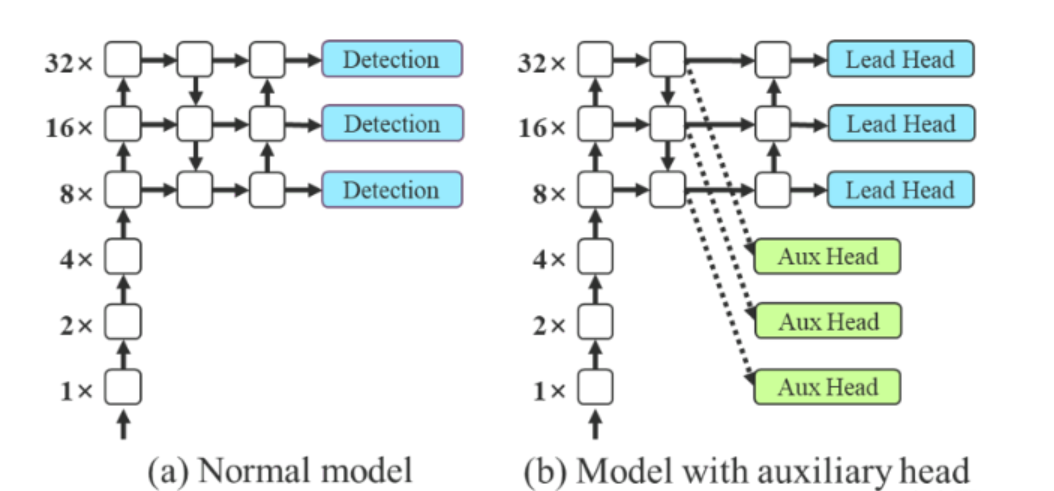 32× Detection
16× Detection
8× Detection
4×
2×
1×
(a) Normal model
32× Lead Head
16× Lead Head
8× Lead Head
4× Aux Head
2× Aux Head
1× Aux Head
(b) Model with auxiliary head